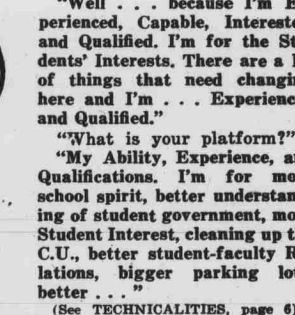 "Well . . . because I'm E
perienced, Capable, Intereste
and Qualified. I'm for the St
dents' Interests. There are a l
of things that need changi
here and I'm . . . Experienc
and Qualified."
"What is your platform?"
"My Ability, Experience, a
Qualifications. I'm for mo
school spirit, better understan
ing of student government, mo
Student Interest, cleaning up t
C.U., better student-faculty R
lations, bigger parking lo
better . . . "
(See TECHNICALITIES, page 6)